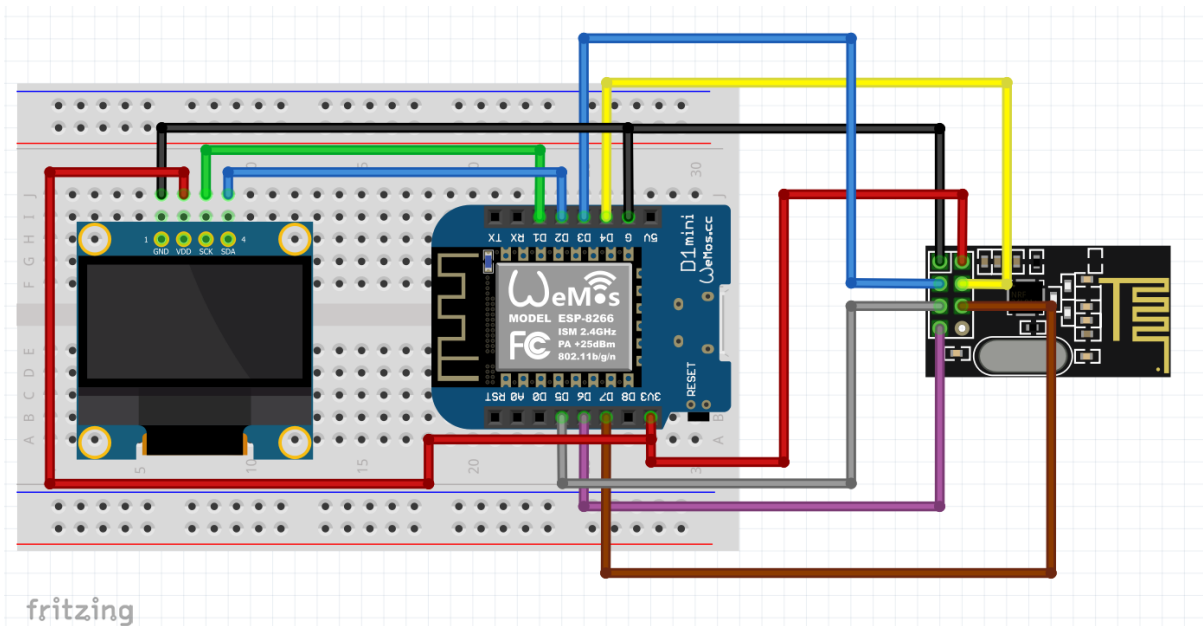 30
J
J
I
H
G
F
E
D
C
B
A
B
A
5
10
20
1
4
GND
VDD
SCK
SDA
TX
RX
D1
D2
D3
D4
G
5V
D1 mini
WeMos.cc
WeMos
MODEL ESP-8266
ISM 2.4GHz
PA +25dBm
802.11b/g/n
FC
RST
A0
D0
D5
D6
D7
D8
3V3
RESET
fritzing